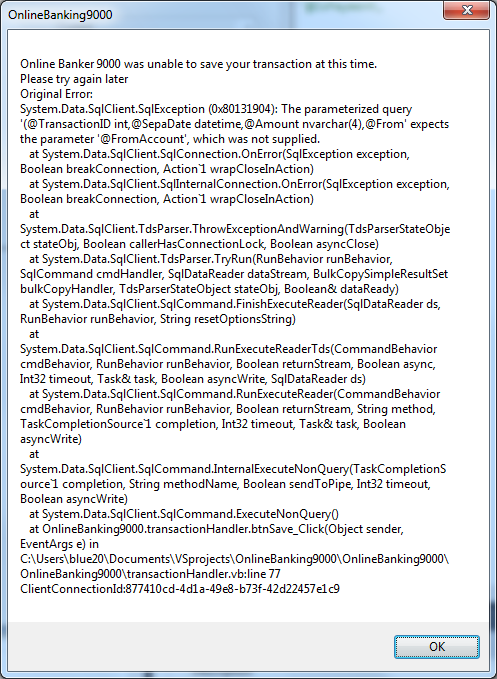 OnlineBanking9000
Online Banker 9000 was unable to save your transaction at this time.
Please try again later
Original Error:
System.Data.SqlClient.SqlException (0x80131904): The parameterized query
'(@TransactionID int,@SepaDate datetime,@Amount nvarchar(4),@From' expects
the parameter '@FromAccount', which was not supplied.
at System.Data.SqlClient.SqlConnection.OnError(SqlException exception,
Boolean breakConnection, Action`1 wrapCloseInAction)
at System.Data.SqlClient.SqlInternalConnection.OnError(SqlException exception,
Boolean breakConnection, Action`1 wrapCloseInAction)
at
System.Data.SqlClient.TdsParser.ThrowExceptionAndWarning(TdsParserStateObje
ct stateObj, Boolean callerHasConnectionLock, Boolean asyncClose)
at System.Data.SqlClient.TdsParser.TryRun(RunBehavior runBehavior,
SqlCommand cmdHandler, SqlDataReader dataStream, BulkCopySimpleResultSet
bulkCopyHandler, TdsParserStateObject stateObj, Boolean& dataReady)
at System.Data.SqlClient.SqlCommand.FinishExecuteReader(SqlDataReader ds,
RunBehavior runBehavior, String resetOptionsString)
at
System.Data.SqlClient.SqlCommand.RunExecuteReaderTds(CommandBehavior
cmdBehavior, RunBehavior runBehavior, Boolean returnStream, Boolean async,
Int32 timeout, Task& task, Boolean asyncWrite, SqlDataReader ds)
at System.Data.SqlClient.SqlCommand.RunExecuteReader(CommandBehavior
cmdBehavior, RunBehavior runBehavior, Boolean returnStream, String method,
TaskCompletionSource`1 completion, Int32 timeout, Task& task, Boolean
asyncWrite)
at
System.Data.SqlClient.SqlCommand.InternalExecuteNonQuery(TaskCompletionS
ource`1 completion, String methodName, Boolean sendToPipe, Int32 timeout,
Boolean asyncWrite)
at System.Data.SqlClient.SqlCommand.ExecuteNonQuery()
at OnlineBanking9000.transactionHandler.btnSave_Click(Object sender,
EventArgs e) in
C:\Users\blue20\Documents\VSprojects\OnlineBanking9000\OnlineBanking9000\
OnlineBanking9000\transactionHandler.vb:line 77
ClientConnectionId:877410cd-4d1a-49e8-b73f-42d22457e1c9
OK